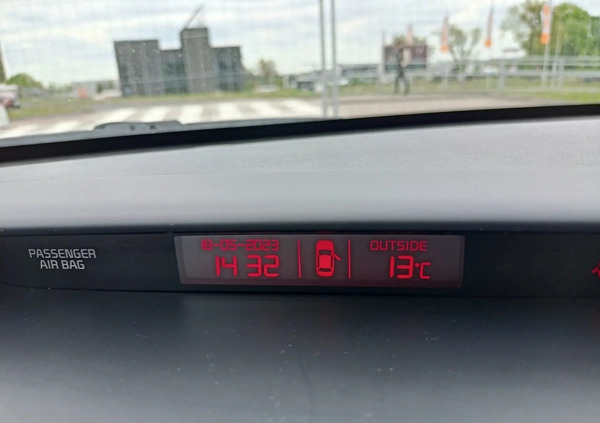 PASSENGER
AIR BAG
14 32
OUTSIDE
13°C